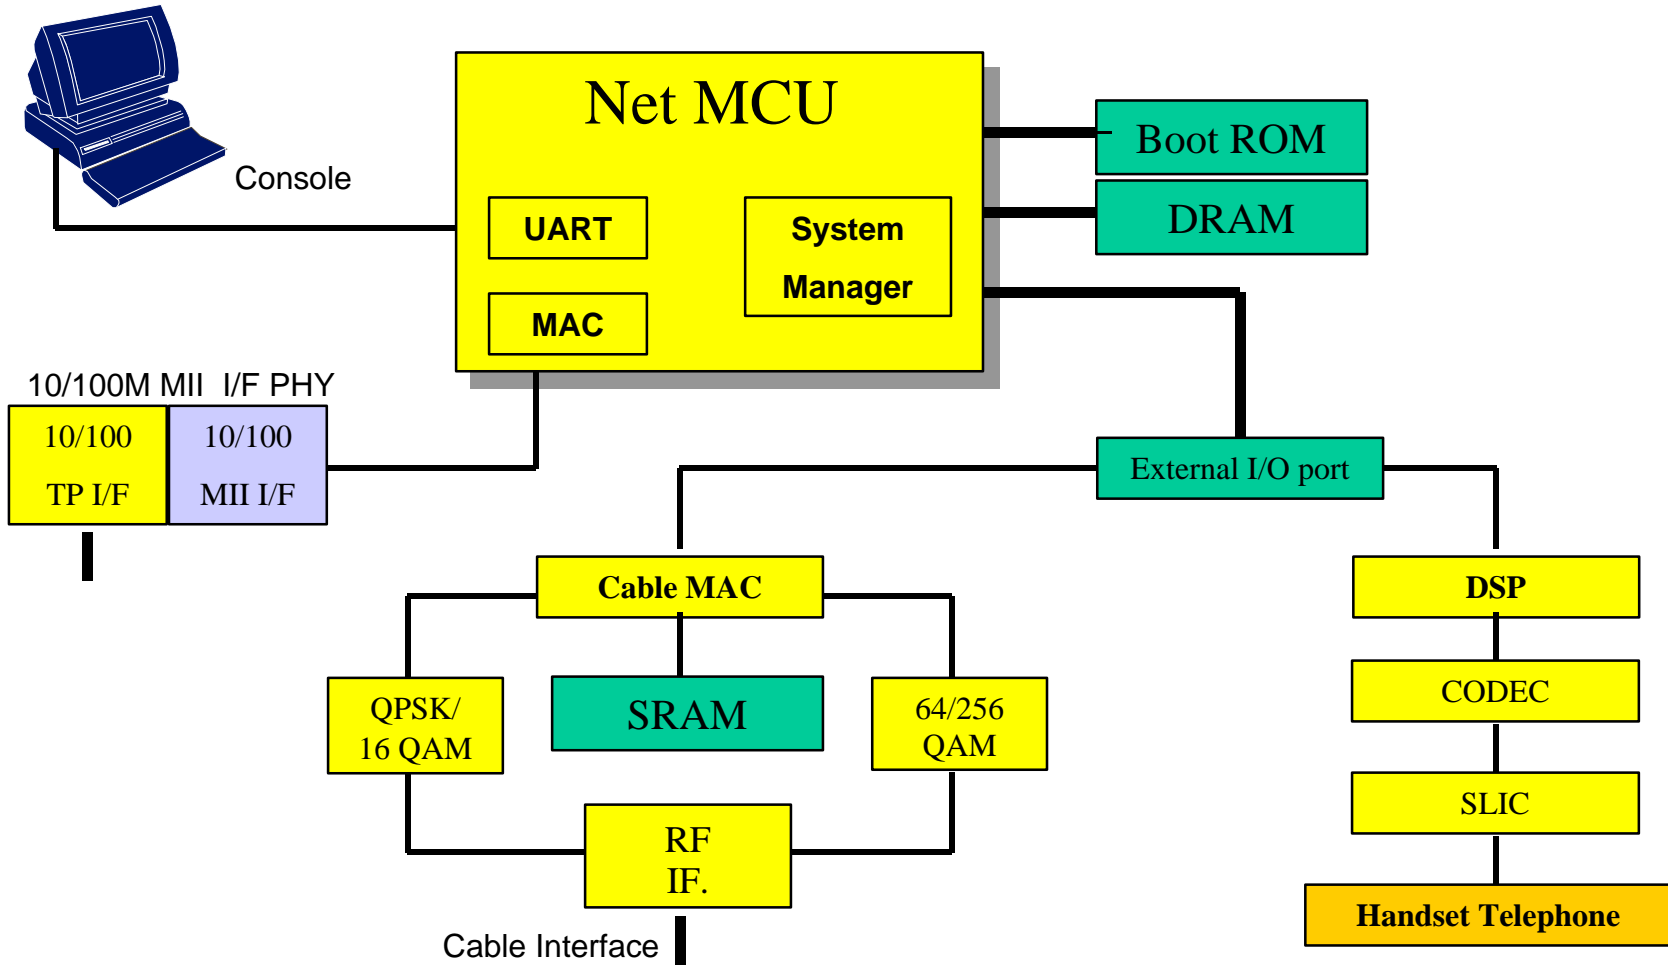 Net MCU
Console
UART
MAC
System
Manager
Boot ROM
DRAM
10/100M MII  I/F PHY
10/100
TP I/F
10/100
MII I/F
External I/O port
Cable MAC
QPSK/
16 QAM
SRAM
64/256
QAM
RF
IF.
Cable Interface
DSP
CODEC
SLIC
Handset Telephone